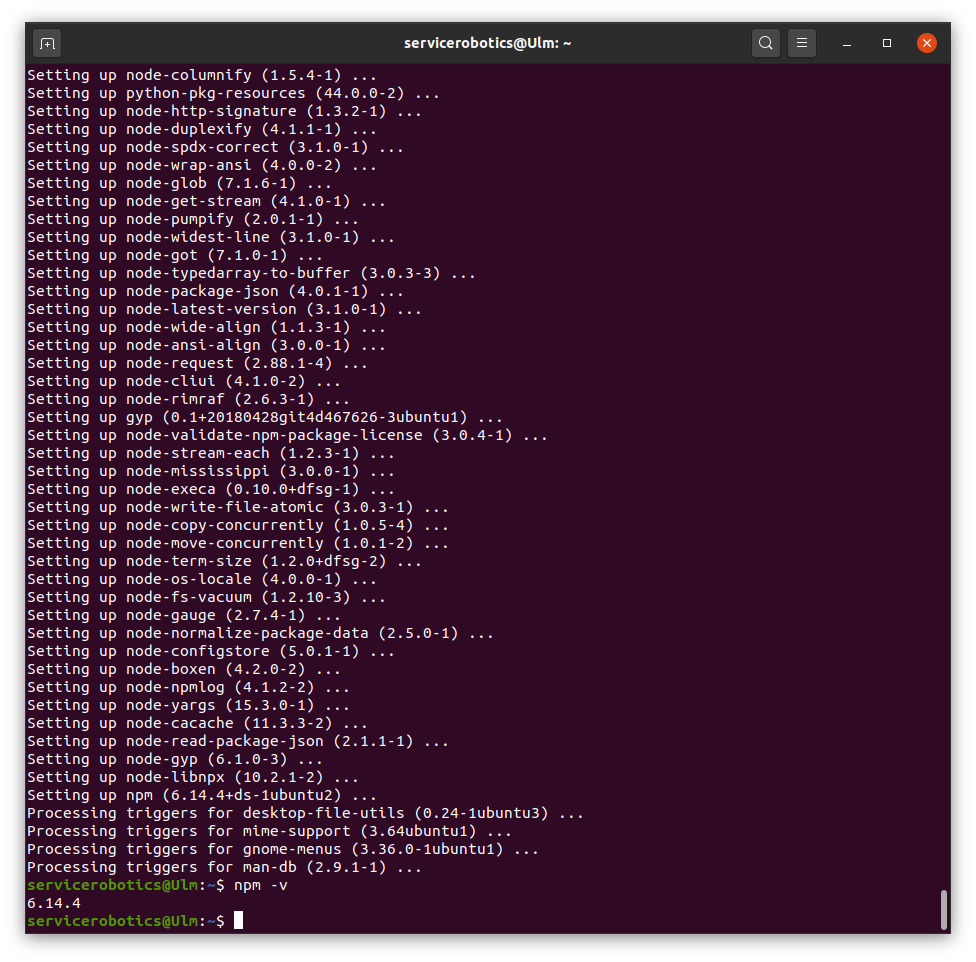 servicerobotics@Ulm: ~
Setting up node-columnify (1.5.4-1) ...
Setting up python-pkg-resources (44.0.0-2) ...
Setting up node-http-signature (1.3.2-1) ...
Setting up node-duplexify (4.1.1-1) ...
Setting up node-spdx-correct (3.1.0-1) ...
Setting up node-wrap-ansi (4.0.0-2) ...
Setting up node-glob (7.1.6-1) ...
Setting up node-get-stream (4.1.0-1) ...
Setting up node-pumpify (2.0.1-1) ...
Setting up node-widest-line (3.1.0-1) ...
Setting up node-got (7.1.0-1) ...
Setting up node-typedarray-to-buffer (3.0.3-3) ...
Setting up node-package-json (4.0.1-1) ...
Setting up node-latest-version (3.1.0-1) ...
Setting up node-wide-align (1.1.3-1) ...
Setting up node-ansi-align (3.0.0-1) ...
Setting up node-request (2.88.1-4) ...
Setting up node-cliui (4.1.0-2) ...
Setting up node-rimraf (2.6.3-1) ...
Setting up gyp (0.1+20180428git4d467626-3ubuntu1) ...
Setting up node-validate-npm-package-license (3.0.4-1) ...
Setting up node-stream-each (1.2.3-1) ...
Setting up node-mississippi (3.0.0-1) ...
Setting up node-execa (0.10.0+dfsg-1) ...
Setting up node-write-file-atomic (3.0.3-1) ...
Setting up node-copy-concurrently (1.0.5-4) ...
Setting up node-move-concurrently (1.0.1-2) ...
Setting up node-term-size (1.2.0+dfsg-2) ...
Setting up node-os-locale (4.0.0-1) ...
Setting up node-fs-vacuum (1.2.10-3) ...
Setting up node-gauge (2.7.4-1) ...
Setting up node-normalize-package-data (2.5.0-1) ...
Setting up node-configstore (5.0.1-1) ...
Setting up node-boxen (4.2.0-2) ...
Setting up node-npmlog (4.1.2-2) ...
Setting up node-yargs (15.3.0-1) ...
Setting up node-cacache (11.3.3-2) ...
Setting up node-read-package-json (2.1.1-1) ...
Setting up node-gyp (6.1.0-3) ...
Setting up node-libnpx (10.2.1-2) ...
Setting up npm (6.14.4+ds-1ubuntu2) ...
Processing triggers for desktop-file-utils (0.24-1ubuntu3) ...
Processing triggers for mime-support (3.64ubuntu1) ...
Processing triggers for gnome-menus (3.36.0-1ubuntu1) ...
Processing triggers for man-db (2.9.1-1) ...
servicerobotics@Ulm:~$ npm -v
6.14.4
servicerobotics@Ulm:~$